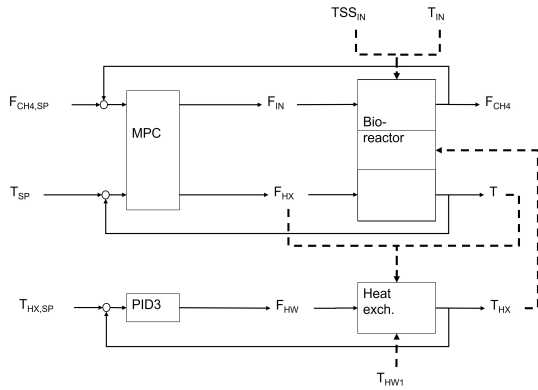 TSS_IN T_IN
F_CH4,SP MPC F_IN Bio-
reactor F_CH4
T_SP F_HX T
T_HX,SP PID3 F_HW Heat
exch. T_HX
T_HW1